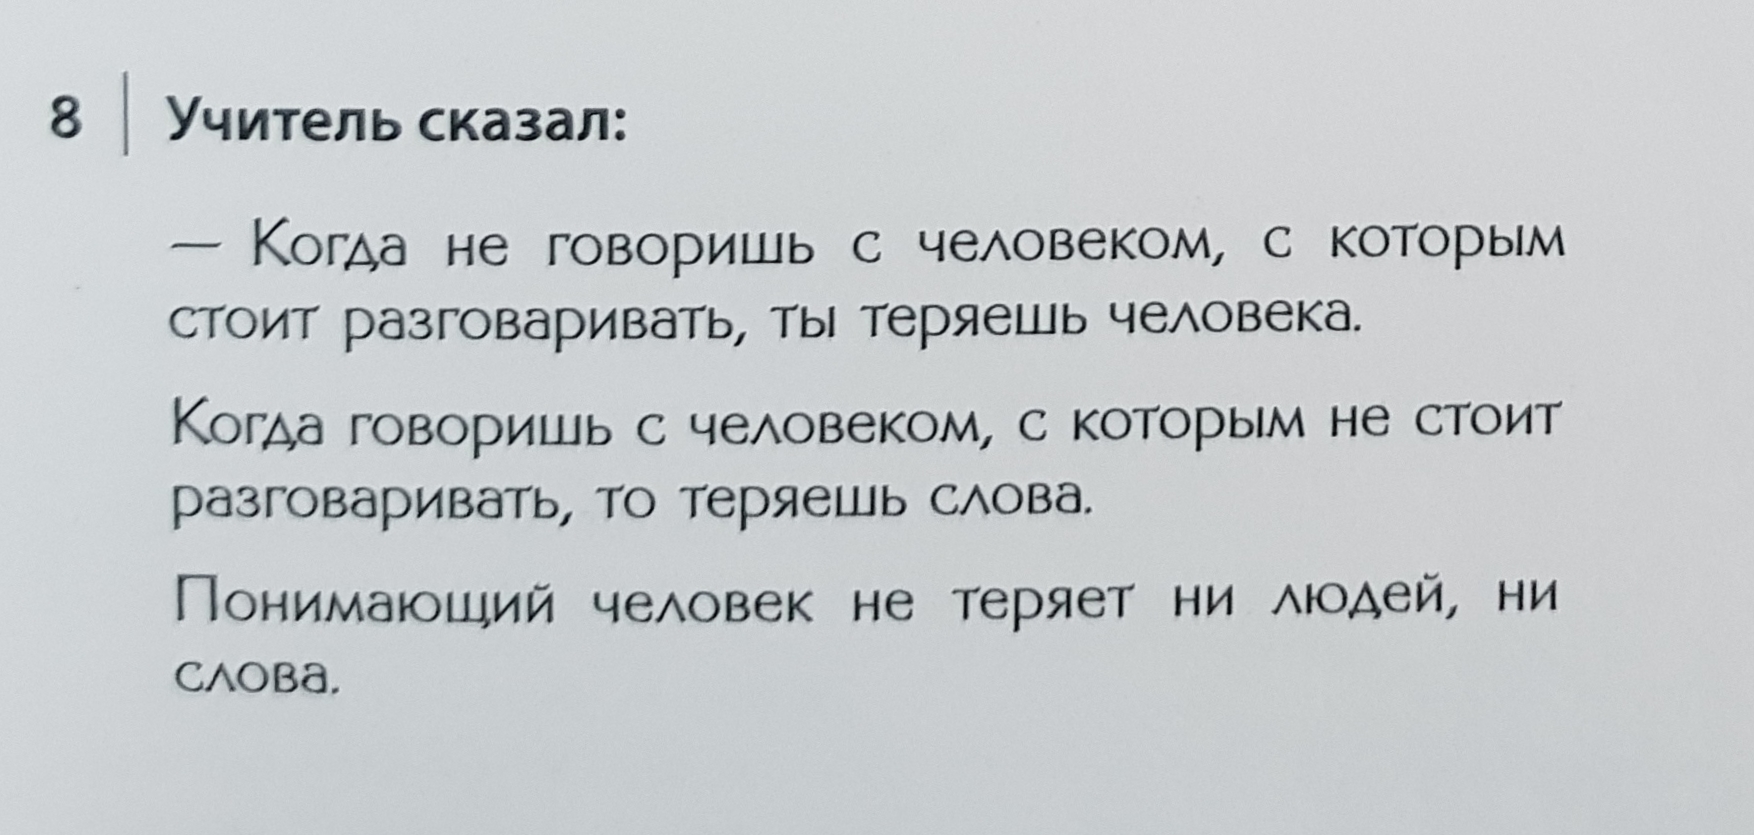 8 | Учитель сказал:
— Когда не говоришь с человеком, с которым
стоит разговаривать, ты теряешь человека.
Когда говоришь с человеком, с которым не стоит
разговаривать, то теряешь слова.
Понимающий человек не теряет ни людей, ни
слова.